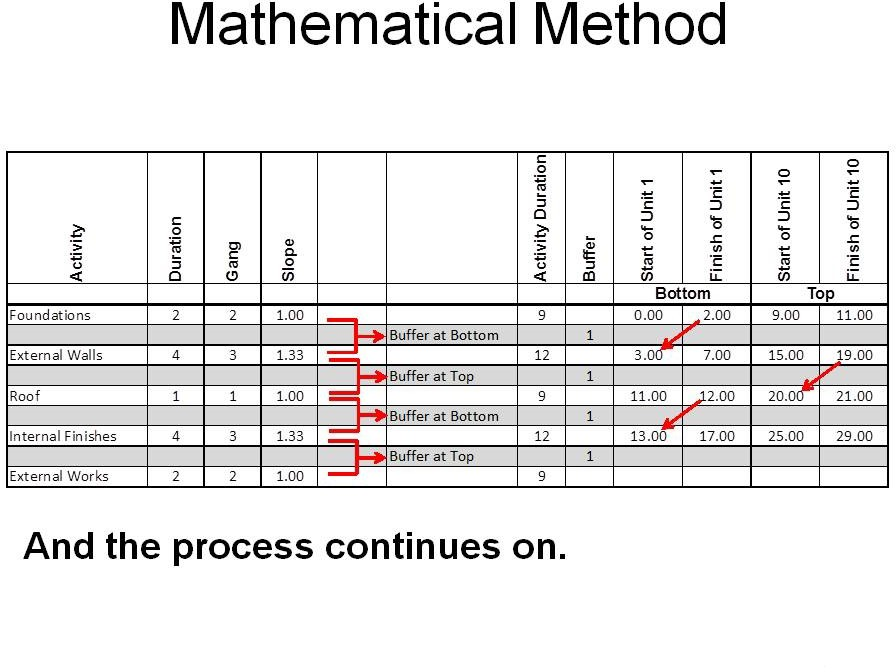 Mathematical Method
Activity Duration Gang Slope Activity Duration Buffer Start of Unit 1 Finish of Unit 1 Start of Unit 10 Finish of Unit 10
Bottom Top
Foundations 2 2 1.00 9 0.00 2.00 9.00 11.00
Buffer at Bottom 1
External Walls 4 3 1.33 12 3.00 7.00 15.00 19.00
Buffer at Top 1
Roof 1 1 1.00 9 11.00 12.00 20.00 21.00
Buffer at Bottom 1
Internal Finishes 4 3 1.33 12 13.00 17.00 25.00 29.00
Buffer at Top 1
External Works 2 2 1.00 9
And the process continues on.